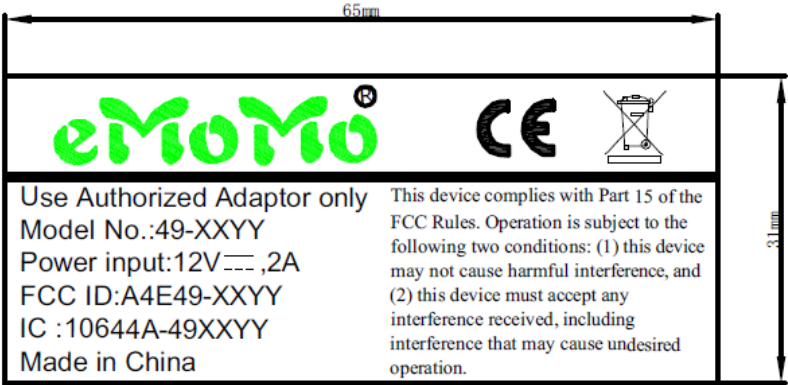 65mm
eMoMo®
CE
Use Authorized Adaptor only
Model No.:49-XXYY
Power input:12V⎓,2A
FCC ID:A4E49-XXYY
IC :10644A-49XXYY
Made in China
This device complies with Part 15 of the
FCC Rules. Operation is subject to the
following two conditions: (1) this device
may not cause harmful interference, and
(2) this device must accept any
interference received, including
interference that may cause undesired
operation.
31mm